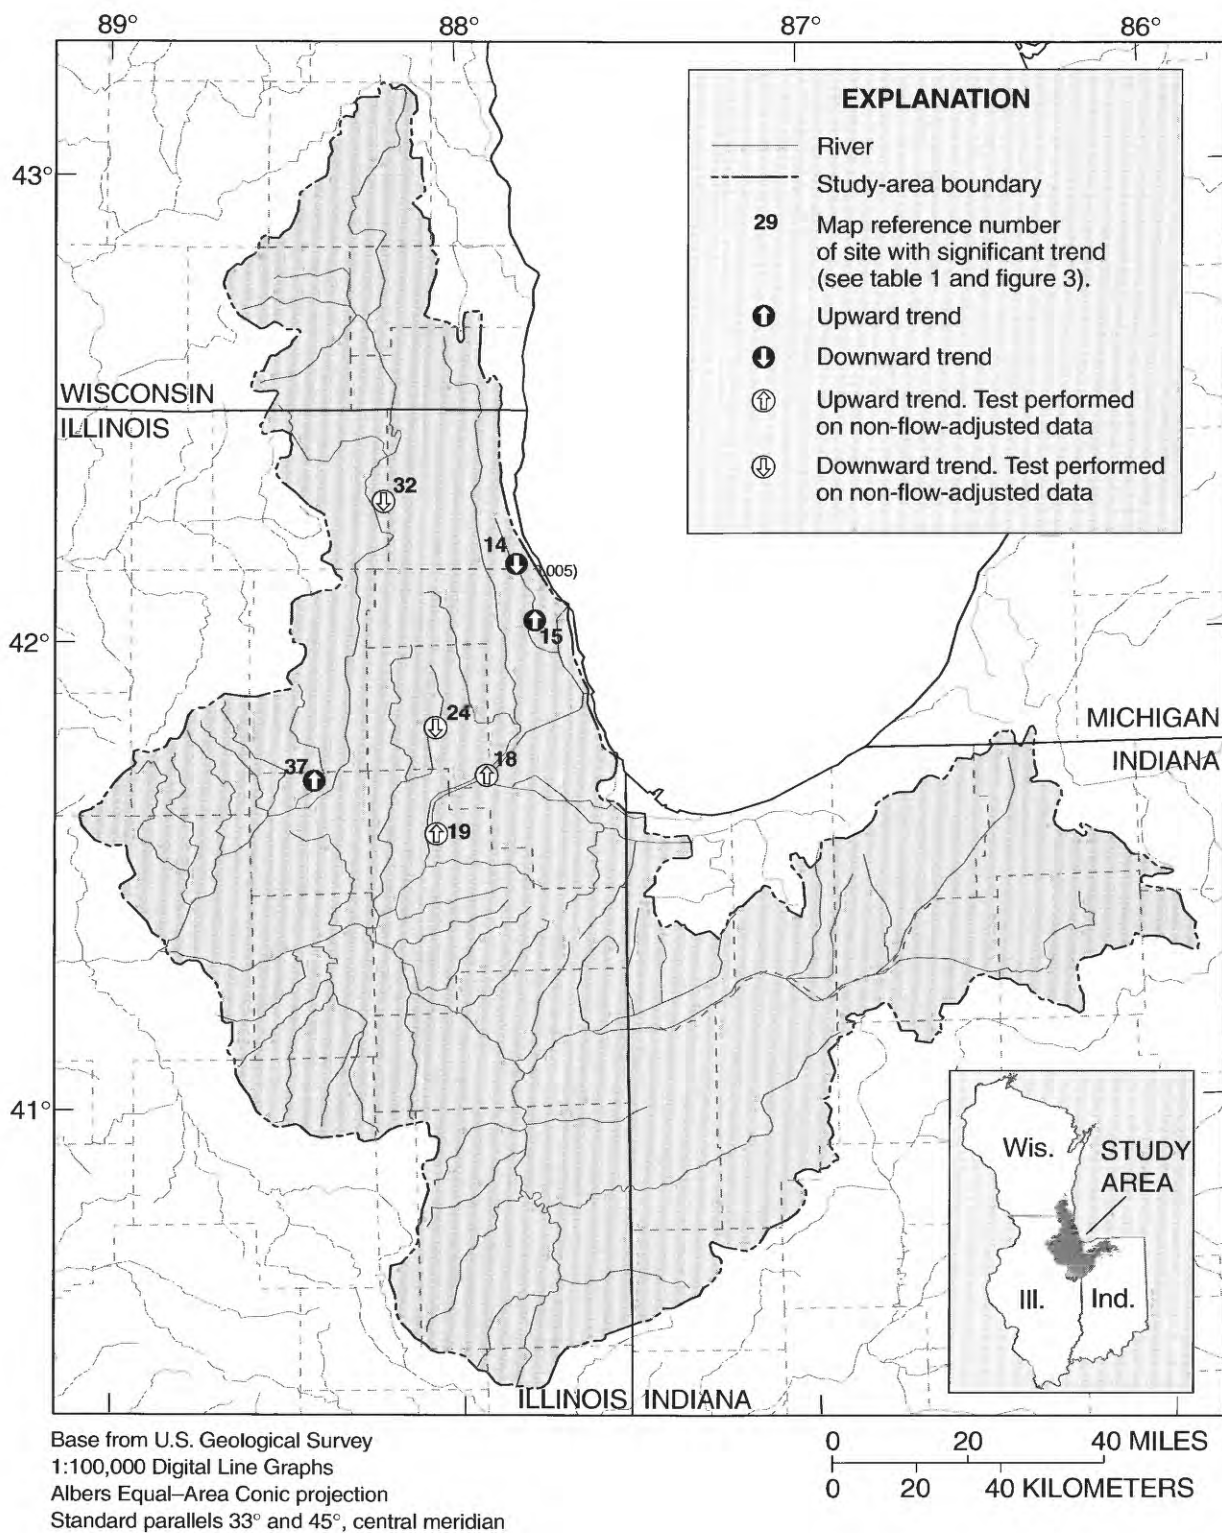 89°
88°
87°
86°
43°
42°
41°
EXPLANATION
River
Study-area boundary
29 Map reference number
of site with significant trend
(see table 1 and figure 3).
Upward trend
Downward trend
Upward trend. Test performed
on non-flow-adjusted data
Downward trend. Test performed
on non-flow-adjusted data
WISCONSIN
ILLINOIS
32
14
.005)
15
24
18
37
19
MICHIGAN
INDIANA
Wis.
STUDY
AREA
Ill.
Ind.
ILLINOIS
INDIANA
Base from U.S. Geological Survey
1:100,000 Digital Line Graphs
Albers Equal–Area Conic projection
Standard parallels 33° and 45°, central meridian
0 20 40 MILES
0 20 40 KILOMETERS